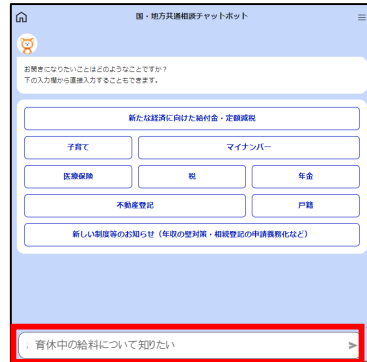 国・地方共通相談チャットボット
お聞きになりたいことはどのようなことですか？
下の入力欄から直接入力することもできます。
新たな経済に向けた給付金・定額減税
子育て
マイナンバー
医療保険
税
年金
不動産登記
戸籍
新しい制度等のお知らせ（年収の壁対策・相続登記の申請義務化など）
育休中の給料について知りたい